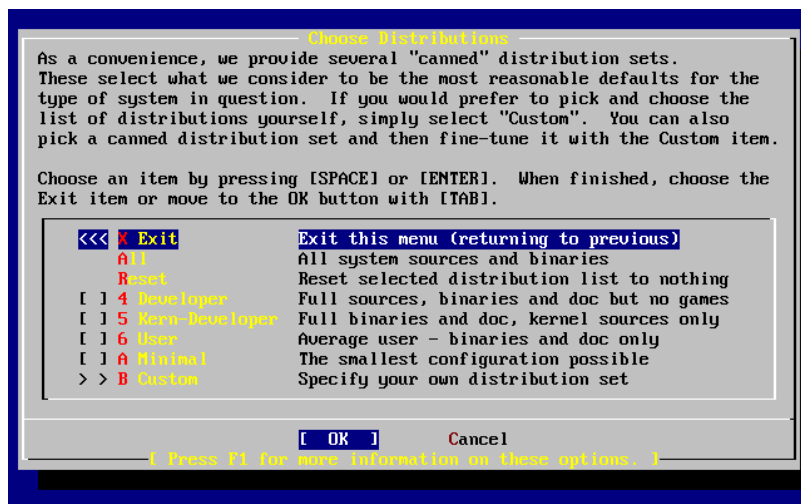 Choose Distributions
As a convenience, we provide several "canned" distribution sets.
These select what we consider to be the most reasonable defaults for the
type of system in question.  If you would prefer to pick and choose the
list of distributions yourself, simply select "Custom".  You can also
pick a canned distribution set and then fine-tune it with the Custom item.
Choose an item by pressing [SPACE] or [ENTER].  When finished, choose the
Exit item or move to the OK button with [TAB].
<<< X Exit Exit this menu (returning to previous)
All All system sources and binaries
Reset Reset selected distribution list to nothing
[ ] 4 Developer Full sources, binaries and doc but no games
[ ] 5 Kern-Developer Full binaries and doc, kernel sources only
[ ] 6 User Average user - binaries and doc only
[ ] A Minimal The smallest configuration possible
> > B Custom Specify your own distribution set
[ OK ] Cancel
[ Press F1 for more information on these options. ]